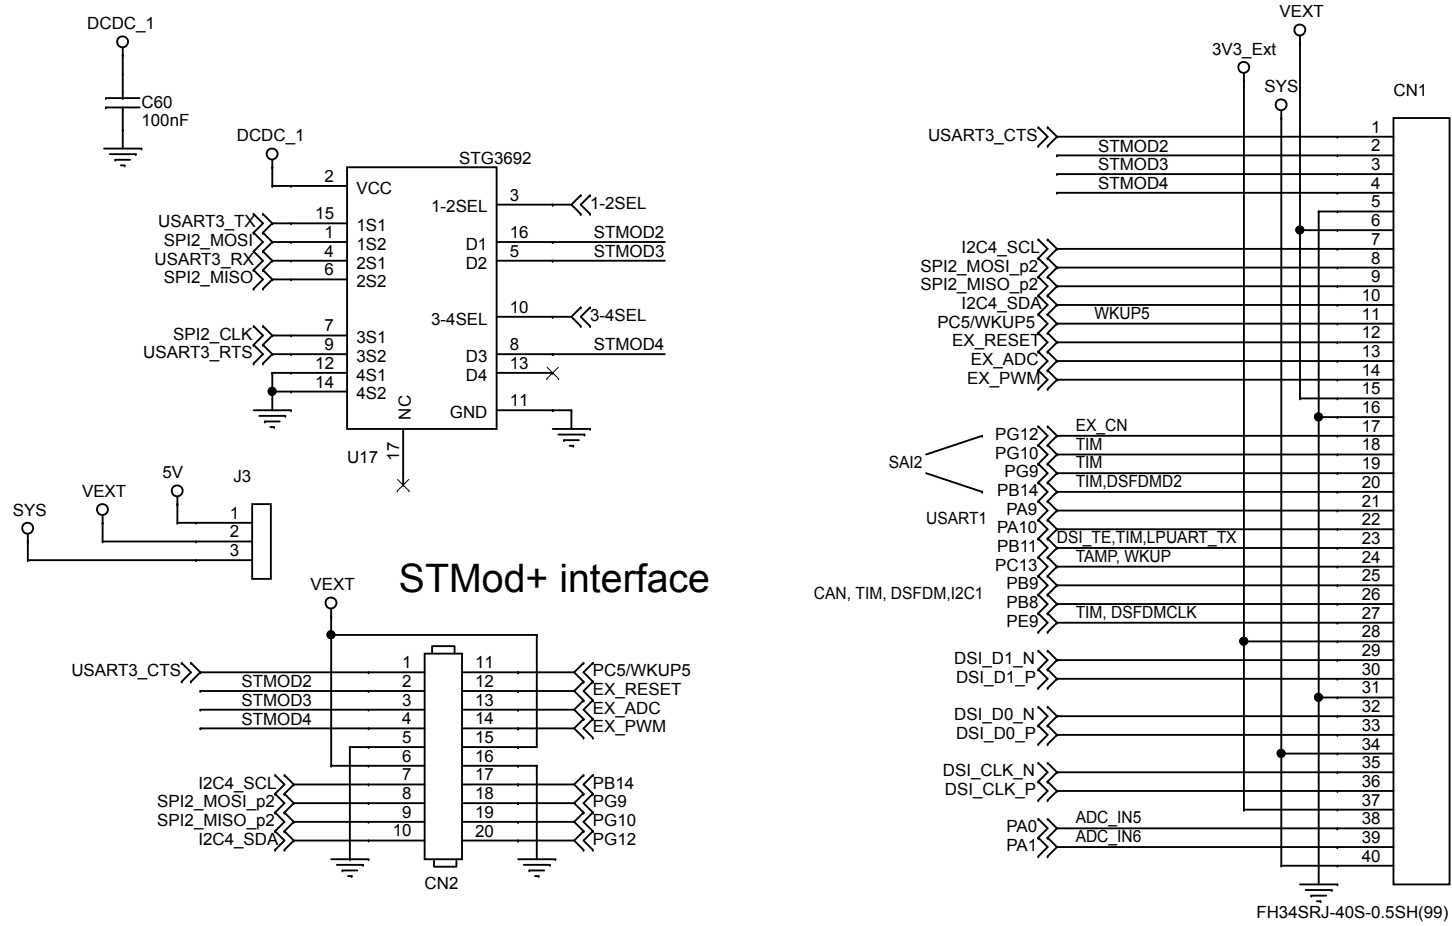 DCDC_1
C60
100nF
DCDC_1
STG3692
2 VCC
15 1S1 USART3_TX
1 1S2 SPI2_MOSI
4 2S1 USART3_RX
6 2S2 SPI2_MISO
7 3S1 SPI2_CLK
9 3S2 USART3_RTS
12 4S1
14 4S2
1-2SEL 3 1-2SEL
D1 16 STMOD2
D2 5 STMOD3
3-4SEL 10 3-4SEL
D3 8 STMOD4
D4 13
GND 11
NC
17
U17
SYS
VEXT
5V
J3
1
2
3
STMod+ interface
VEXT
USART3_CTS 1
STMOD2 2
STMOD3 3
STMOD4 4
5
6
I2C4_SCL 7
SPI2_MOSI_p2 8
SPI2_MISO_p2 9
I2C4_SDA 10
11 PC5/WKUP5
12 EX_RESET
13 EX_ADC
14 EX_PWM
15
16
17 PB14
18 PG9
19 PG10
20 PG12
CN2
VEXT
3V3_Ext
SYS
CN1
USART3_CTS 1
STMOD2 2
STMOD3 3
STMOD4 4
5
6
I2C4_SCL 7
SPI2_MOSI_p2 8
SPI2_MISO_p2 9
I2C4_SDA 10
PC5/WKUP5 WKUP5 11
EX_RESET 12
EX_ADC 13
EX_PWM 14
15
16
SAI2
PG12 EX_CN 17
PG10 TIM 18
PG9 TIM 19
PB14 TIM,DSFDMD2 20
USART1
PA9 21
PA10 22
PB11 DSI_TE,TIM,LPUART_TX 23
PC13 TAMP, WKUP 24
CAN, TIM, DSFDM,I2C1
PB9 25
PB8 26
PE9 TIM, DSFDMCLK 27
28
DSI_D1_N 29
DSI_D1_P 30
31
DSI_D0_N 32
DSI_D0_P 33
34
DSI_CLK_N 35
DSI_CLK_P 36
37
PA0 ADC_IN5 38
PA1 ADC_IN6 39
40
FH34SRJ-40S-0.5SH(99)